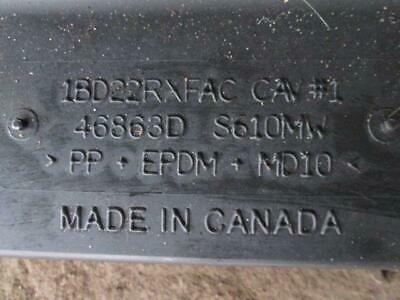 1BD22RXFAC CAV #1
46863D S610MW
> PP + EPDM + MD10 <
MADE IN CANADA